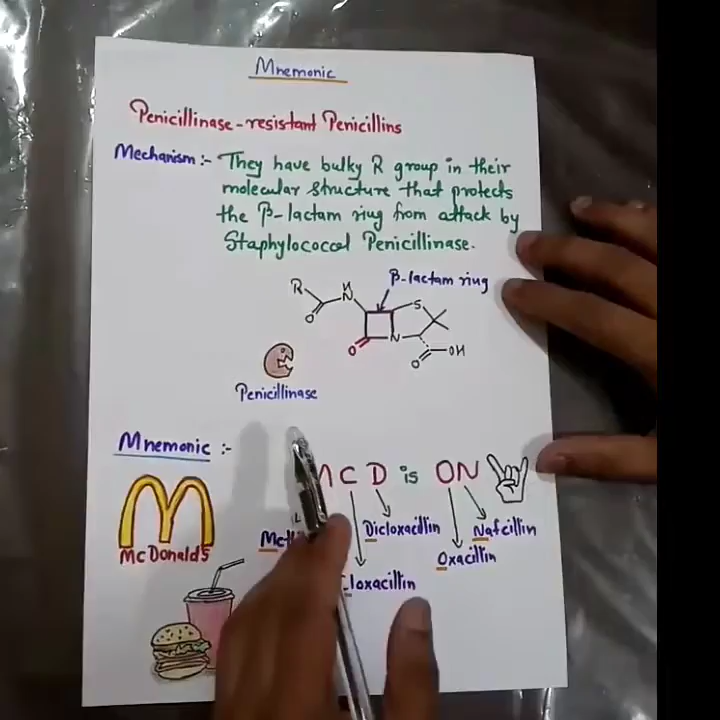 Mnemonic
Penicillinase-resistant Penicillins
Mechanism:- They have bulky R group in their
molecular structure that protects
the β-lactam ring from attack by
Staphylococcal Penicillinase.
β-lactam ring
R
H
N
S
O
O
N
O
OH
Penicillinase
Mnemonic :-
C D is ON
McDonald's
Dicloxacillin
Nafcillin
Oxacillin
Cloxacillin